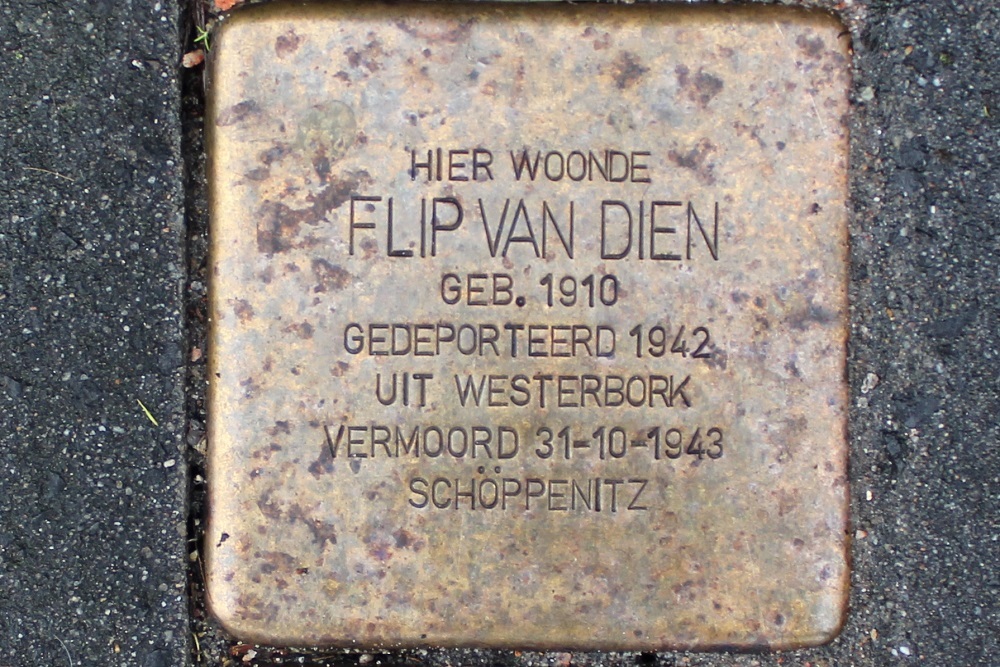 HIER WOONDE
FLIP VAN DIEN
GEB. 1910
GEDEPORTEERD 1942
UIT WESTERBORK
VERMOORD 31-10-1943
SCHÖPPENITZ